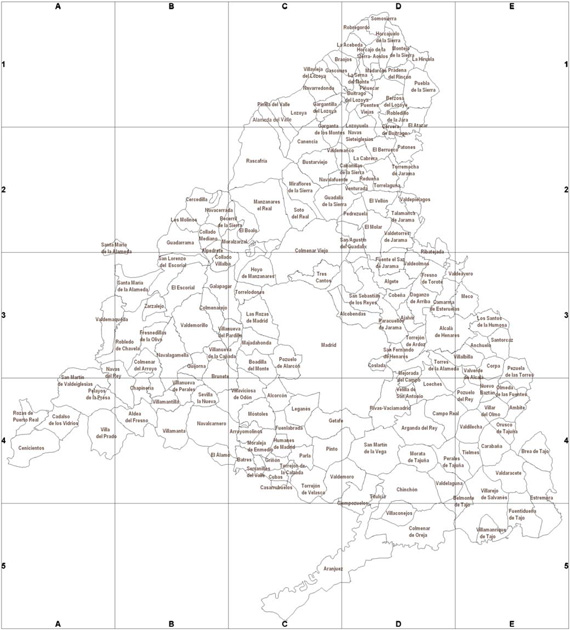 A B C D E
1
1
Somosierra
Robregordo
Horcajuelo
de la Sierra
La Acebeda
Horcajo de la
Sierra- Aoslos
Montejo
de la Sierra
La Hiruela
Braojos
Gascones
Madarcos
Prádena
del Rincón
Villavieja
del Lozoya
La Serna
del Monte
Piñuécar
Puebla
de la Sierra
Navarredonda
Buitrago
del Lozoya
Pinilla del Valle
Gargantilla
del Lozoya
Puentes
Viejas
Berzosa
del Lozoya
Lozoya
Robledillo
de la Jara
Alameda del Valle
Garganta
de los Montes
Lozoyuela
Navas
Sieteiglesias
Cervera
de Buitrago
El Atazar
2
2
Canencia
Valdemanco
El Berrueco
Patones
Rascafría
Bustarviejo
La Cabrera
Cabanillas
de la Sierra
Torremocha
de Jarama
Miraflores
de la Sierra
Navalafuente
Redueña
Venturada
Torrelaguna
Cercedilla
Manzanares
el Real
Guadalix
de la Sierra
El Vellón
Valdepiélagos
Navacerrada
Soto
del Real
Pedrezuela
Talamanca
de Jarama
Los Molinos
Becerril
de la Sierra
El Boalo
El Molar
Valdetorres
de Jarama
Guadarrama
Collado
Mediano
Moralzarzal
San Agustín
del Guadalix
Santa María
de la Alameda
Alpedrete
Colmenar Viejo
Ribatejada
3
3
San Lorenzo
del Escorial
Collado
Villalba
Fuente el Saz
de Jarama
Valdeolmos
Hoyo
de Manzanares
Tres
Cantos
Fresno
de Torote
Valdeavero
Santa María
de la Alameda
El Escorial
Galapagar
Torrelodones
Algete
San Sebastián
de los Reyes
Cobeña
Daganzo
de Arriba
Camarma
de Esteruelas
Meco
Zarzalejo
Colmenarejo
Las Rozas
de Madrid
Alcobendas
Ajalvir
Valdemaqueda
Valdemorillo
Paracuellos
de Jarama
Los Santos
de la Humosa
Robledo
de Chavela
Fresnedillas
de la Oliva
Villanueva
del Pardillo
Majadahonda
Madrid
Torrejón
de Ardoz
Alcalá
de Henares
Anchuelo
Santorcaz
Navalagamella
Villanueva
de la Cañada
San Fernando
de Henares
Villalbilla
Colmenar
del Arroyo
Quijorna
Boadilla
del Monte
Pozuelo
de Alarcón
Coslada
Torres
de la Alameda
Corpa
Navas
del Rey
Brunete
Mejorada
del Campo
Valverde
de Alcalá
Pezuela
de las Torres
4
4
San Martín
de Valdeiglesias
Pelayos
de la Presa
Chapinería
Villanueva
de Perales
Villaviciosa
de Odón
Alcorcón
Velilla de
San Antonio
Loeches
Pozuelo
del Rey
Nuevo
Baztán
Olmeda
de las Fuentes
Villamantilla
Sevilla
la Nueva
Leganés
Rozas de
Puerto Real
Cadalso
de los Vidrios
Aldea
del Fresno
Móstoles
Getafe
Rivas-Vaciamadrid
Campo Real
Villar
del Olmo
Ambite
Villa
del Prado
Villamanta
Navalcarnero
Arroyomolinos
Fuenlabrada
Arganda del Rey
Valdilecha
Orusco
de Tajuña
Cenicientos
Moraleja
de Enmedio
Humanes
de Madrid
Pinto
San Martín
de la Vega
Morata
de Tajuña
Tielmes
Carabaña
Brea de Tajo
El Álamo
Batres
Griñón
Parla
Perales
de Tajuña
Serranillos
del Valle
Cubas
Torrejón de
la Calzada
Valdaracete
Casarrubuelos
Torrejón
de Velasco
Valdemoro
Chinchón
Valdelaguna
Villarejo
de Salvanés
Estremera
Ciempozuelos
Titulcia
Belmonte
de Tajo
5
5
Villaconejos
Fuentidueña
de Tajo
Colmenar
de Oreja
Villamanrique
de Tajo
Aranjuez
A B C D E